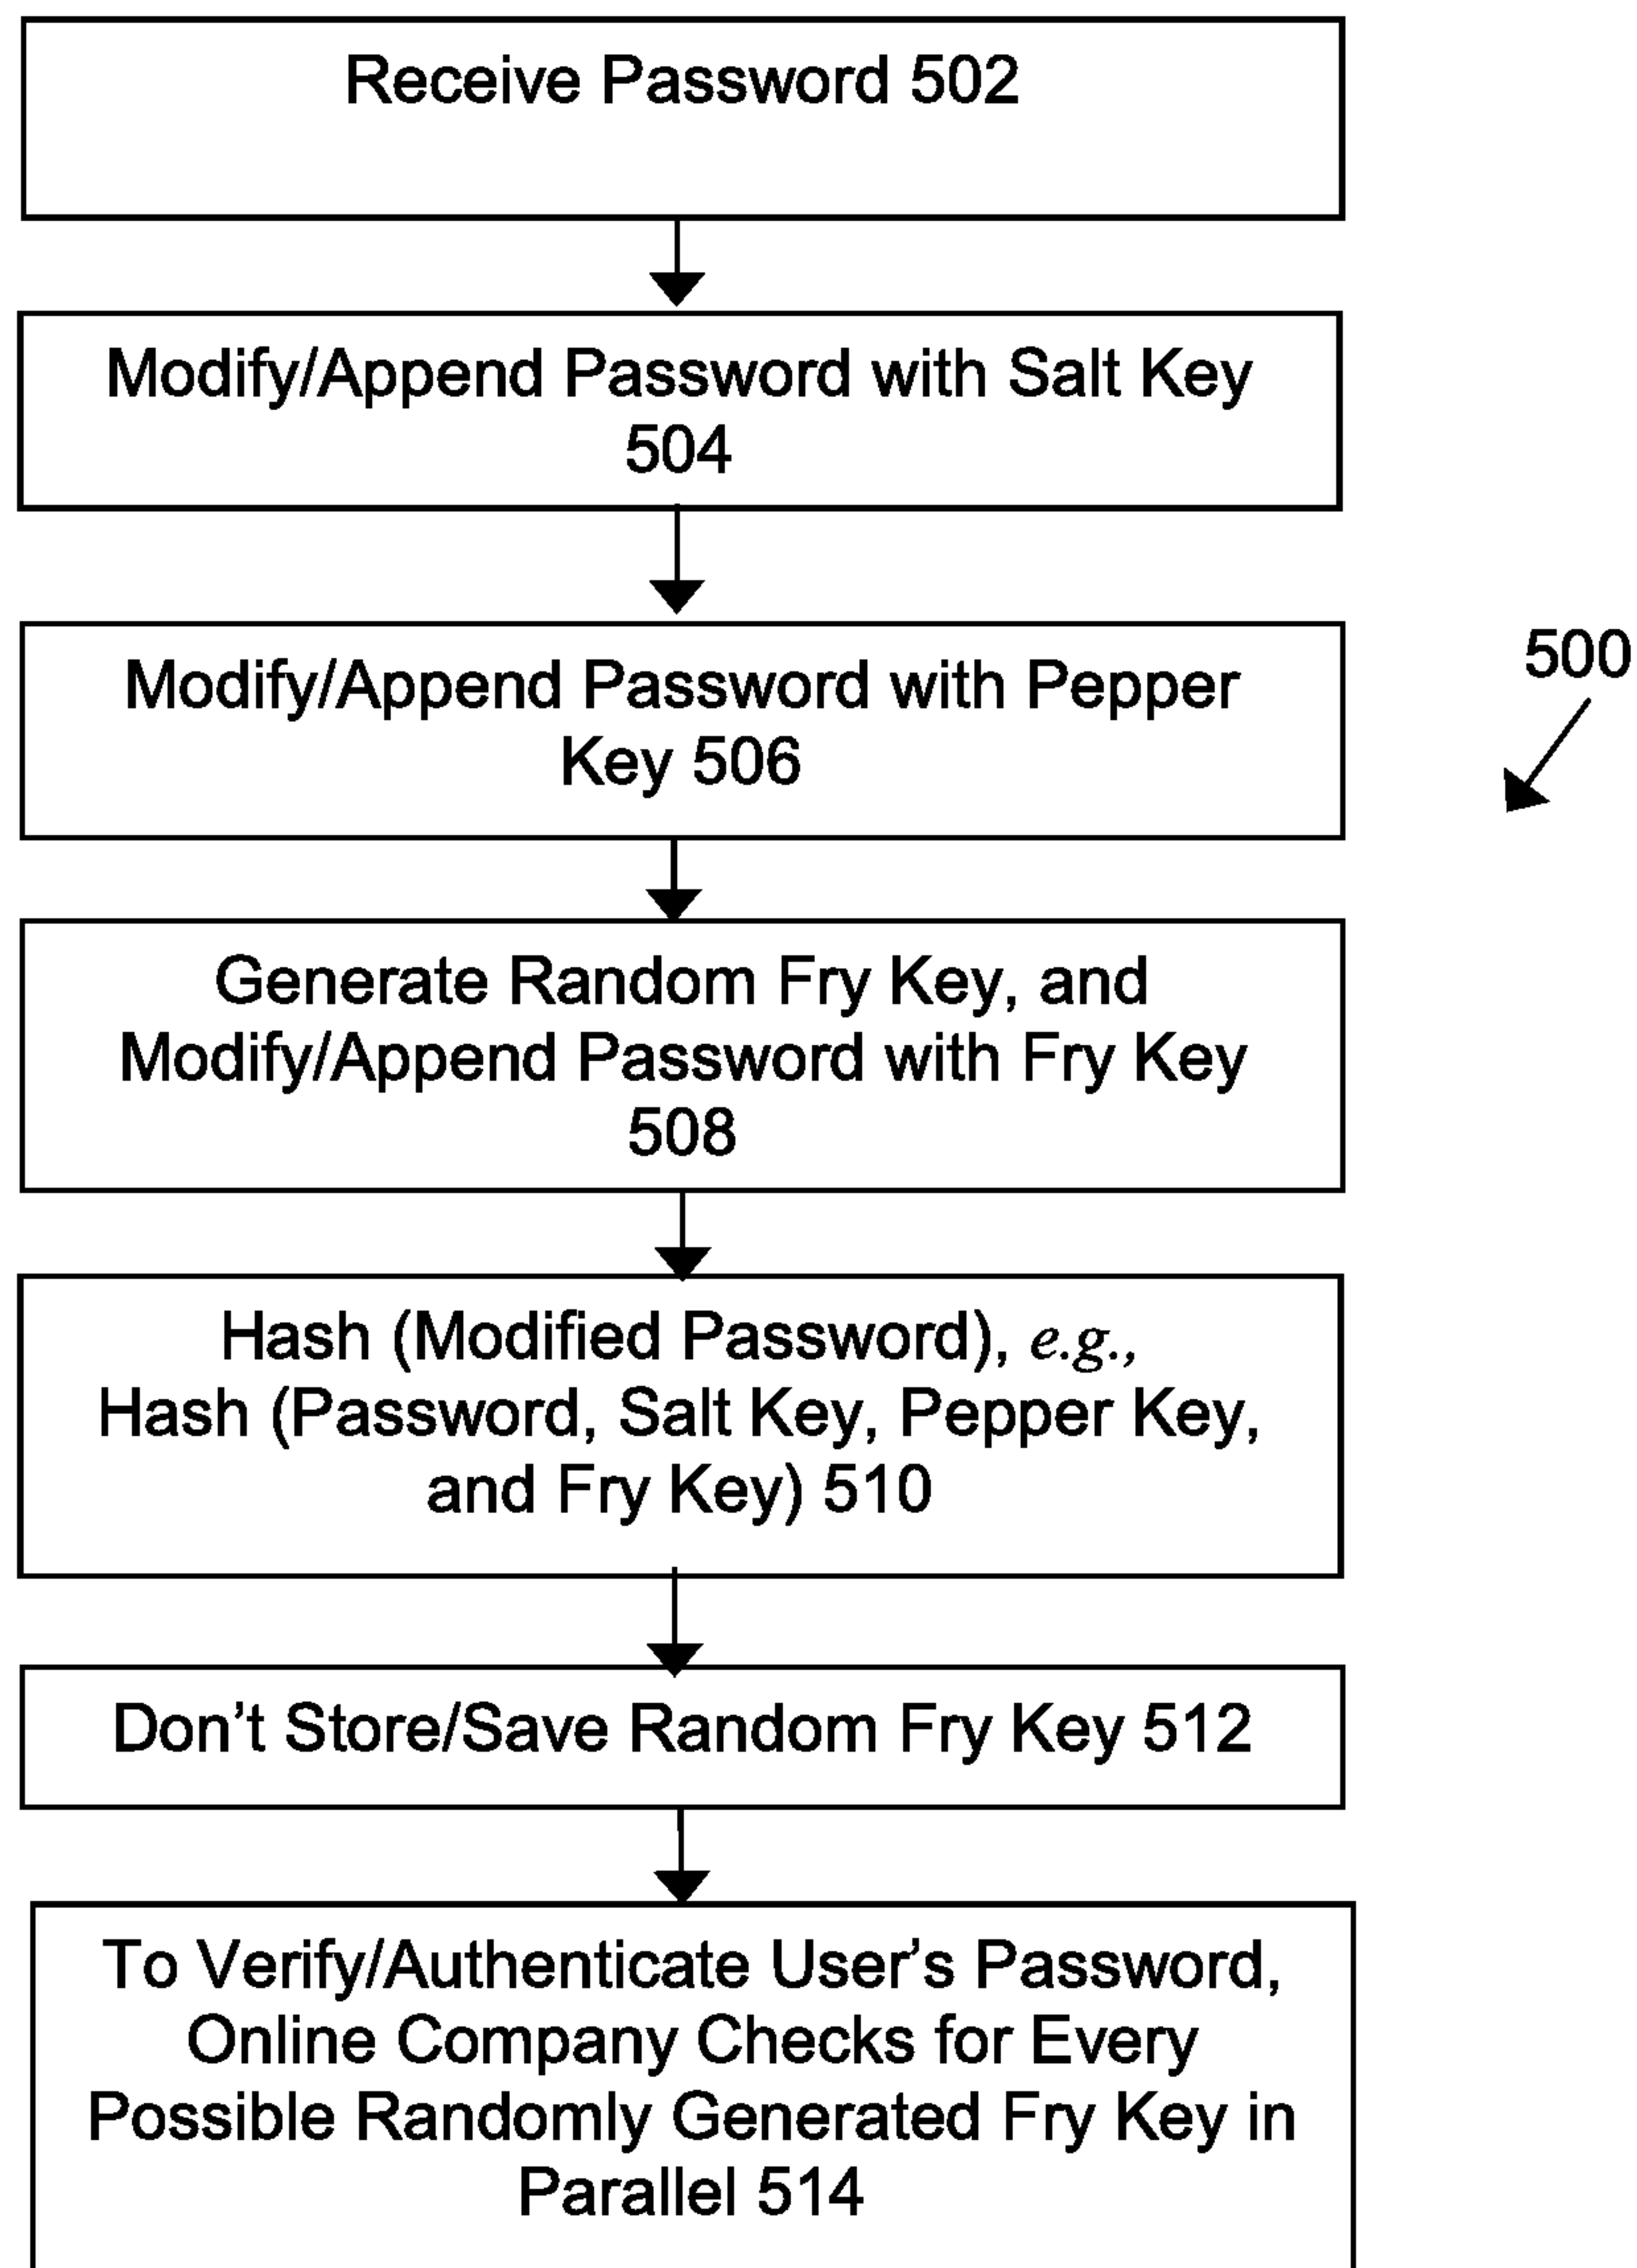 Receive Password 502
Modify/Append Password with Salt Key
504
Modify/Append Password with Pepper
Key 506
500
Generate Random Fry Key, and
Modify/Append Password with Fry Key
508
Hash (Modified Password), e.g.,
Hash (Password, Salt Key, Pepper Key,
and Fry Key) 510
Don't Store/Save Random Fry Key 512
To Verify/Authenticate User's Password,
Online Company Checks for Every
Possible Randomly Generated Fry Key in
Parallel 514